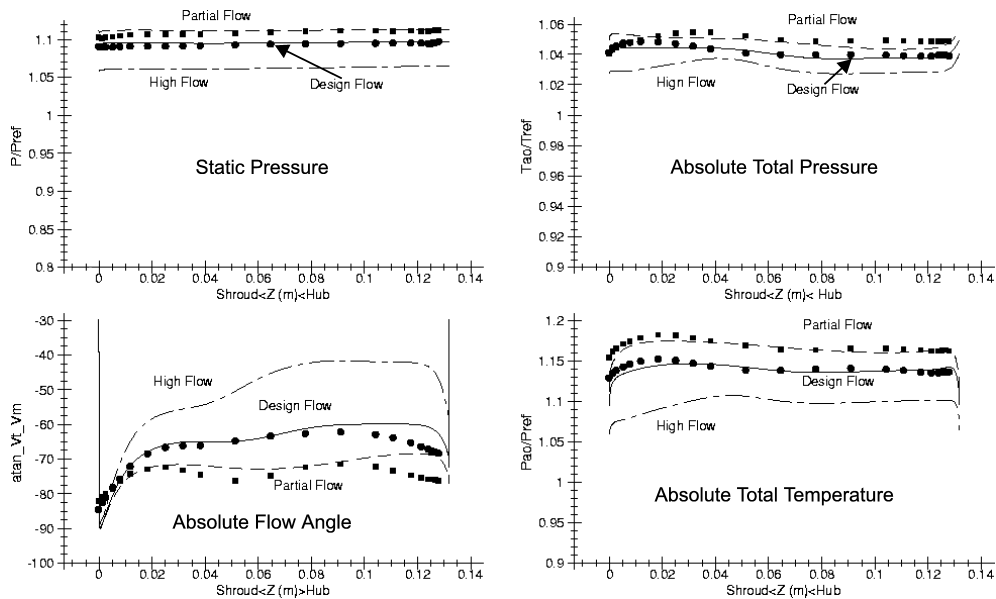 Partial Flow
1.1
1.05
1
0.95
0.9
0.85
0.8
P/Pref
High Flow
Design Flow
Static Pressure
0 0.02 0.04 0.06 0.08 0.1 0.12 0.14
Shroud<Z (m)<Hub
1.06
1.04
1.02
1
0.98
0.96
0.94
0.92
0.9
Tao/Tref
Partial Flow
High Flow
Design Flow
Absolute Total Pressure
0 0.02 0.04 0.06 0.08 0.1 0.12 0.14
Shroud<Z (m)< Hub
-30
-40
-50
-60
-70
-80
-90
-100
atan_Vt_Vm
High Flow
Design Flow
Partial Flow
Absolute Flow Angle
0 0.02 0.04 0.06 0.08 0.1 0.12 0.14
Shroud<Z (m)>Hub
1.2
1.15
1.1
1.05
1
0.95
0.9
Pao/Pref
Partial Flow
Design Flow
High Flow
Absolute Total Temperature
0 0.02 0.04 0.06 0.08 0.1 0.12 0.14
Shroud<Z (m)< Hub